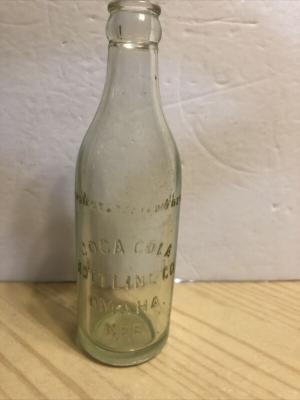 COCA COLA
BOTTLING CO
OMAHA,
NEB